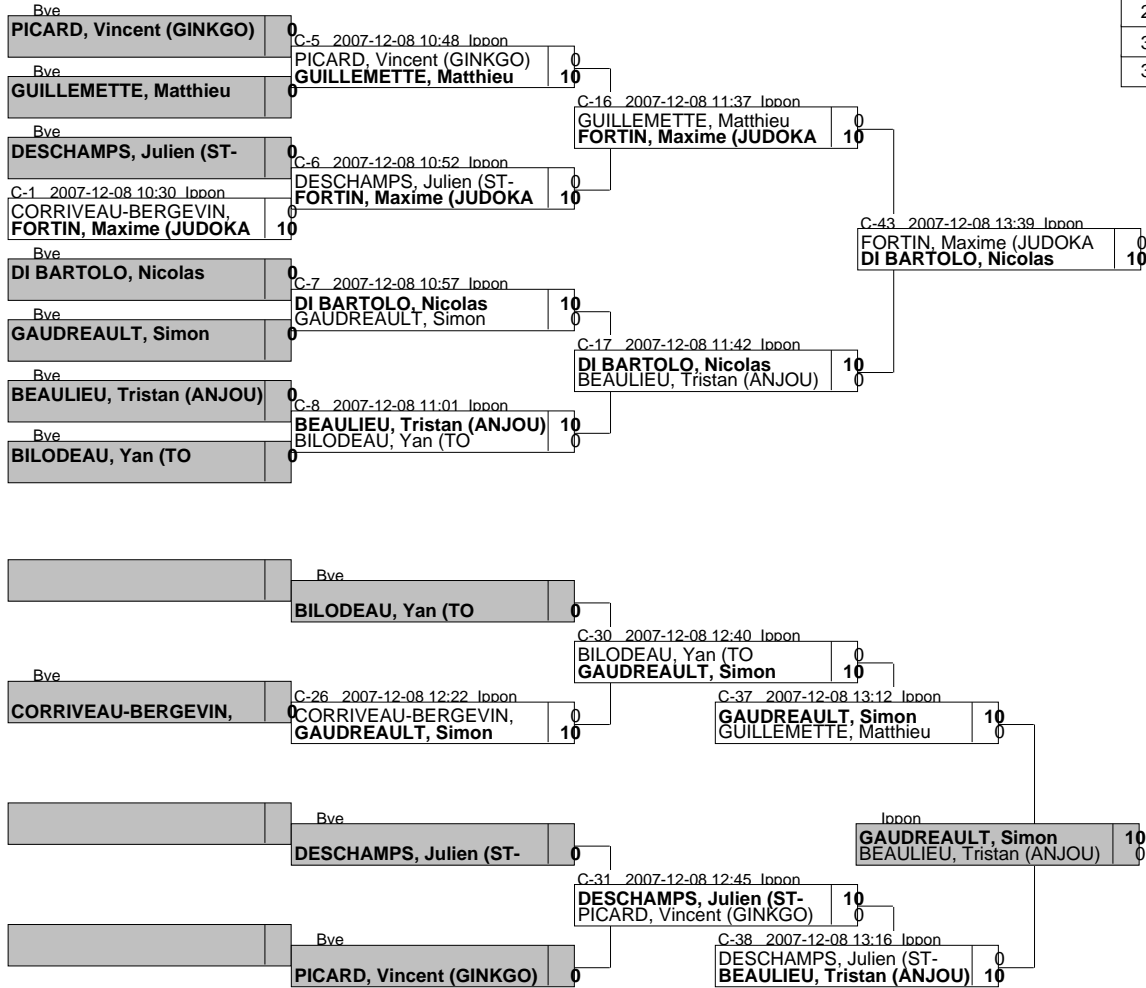 Bye
PICARD, Vincent (GINKGO) 0
Bye
GUILLEMETTE, Matthieu 0
Bye
DESCHAMPS, Julien (ST- 0
C-1 2007-12-08 10:30 Ippon
CORRIVEAU-BERGEVIN, 0
FORTIN, Maxime (JUDOKA 10
Bye
DI BARTOLO, Nicolas 0
Bye
GAUDREAULT, Simon 0
Bye
BEAULIEU, Tristan (ANJOU) 0
Bye
BILODEAU, Yan (TO 0
C-5 2007-12-08 10:48 Ippon
PICARD, Vincent (GINKGO) 0
GUILLEMETTE, Matthieu 10
C-6 2007-12-08 10:52 Ippon
DESCHAMPS, Julien (ST- 0
FORTIN, Maxime (JUDOKA 10
C-7 2007-12-08 10:57 Ippon
DI BARTOLO, Nicolas 10
GAUDREAULT, Simon 0
C-8 2007-12-08 11:01 Ippon
BEAULIEU, Tristan (ANJOU) 10
BILODEAU, Yan (TO 0
C-16 2007-12-08 11:37 Ippon
GUILLEMETTE, Matthieu 0
FORTIN, Maxime (JUDOKA 10
C-17 2007-12-08 11:42 Ippon
DI BARTOLO, Nicolas 10
BEAULIEU, Tristan (ANJOU) 0
C-43 2007-12-08 13:39 Ippon
FORTIN, Maxime (JUDOKA 0
DI BARTOLO, Nicolas 10
2
3
3
Bye
CORRIVEAU-BERGEVIN, 0
Bye
BILODEAU, Yan (TO 0
C-26 2007-12-08 12:22 Ippon
CORRIVEAU-BERGEVIN, 0
GAUDREAULT, Simon 10
Bye
DESCHAMPS, Julien (ST- 0
Bye
PICARD, Vincent (GINKGO) 0
C-30 2007-12-08 12:40 Ippon
BILODEAU, Yan (TO 0
GAUDREAULT, Simon 10
C-31 2007-12-08 12:45 Ippon
DESCHAMPS, Julien (ST- 10
PICARD, Vincent (GINKGO) 0
C-37 2007-12-08 13:12 Ippon
GAUDREAULT, Simon 10
GUILLEMETTE, Matthieu 0
C-38 2007-12-08 13:16 Ippon
DESCHAMPS, Julien (ST- 0
BEAULIEU, Tristan (ANJOU) 10
Ippon
GAUDREAULT, Simon 10
BEAULIEU, Tristan (ANJOU) 0